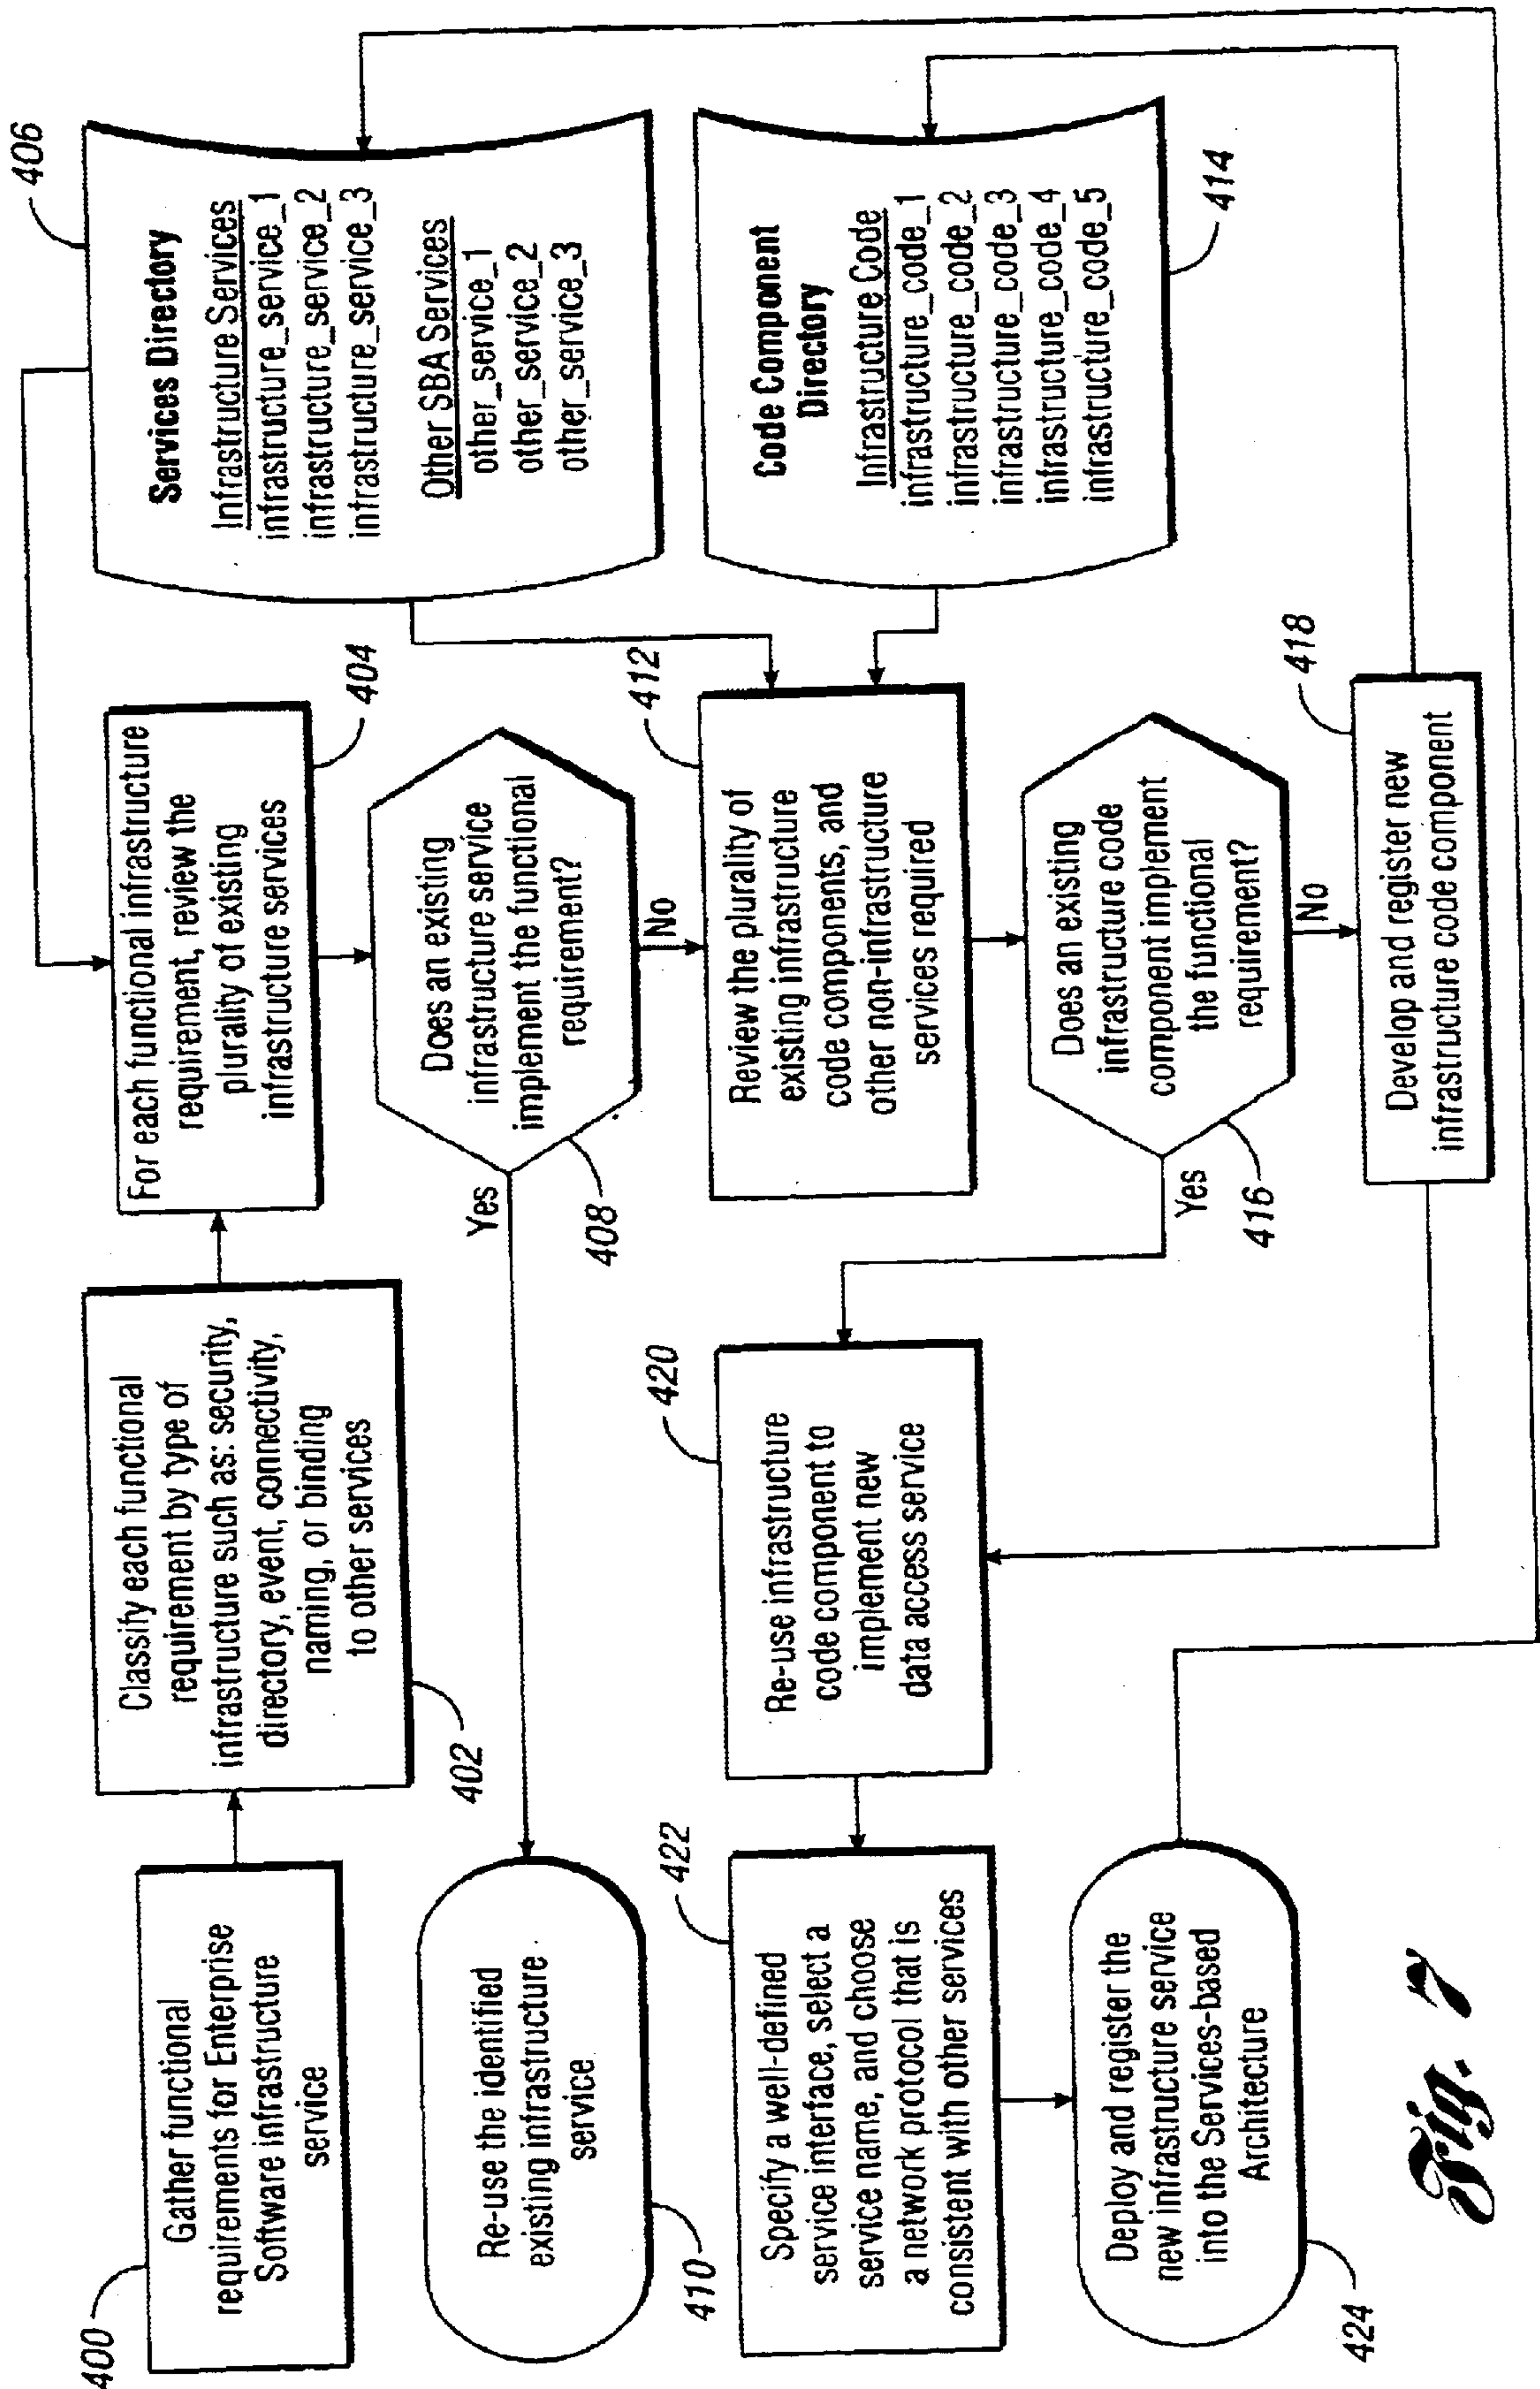 400
Gather functional
requirements for Enterprise
Software infrastructure
service
Classify each functional
requirement by type of
infrastructure such as: security,
directory, event, connectivity,
naming, or binding
to other services
402
For each functional infrastructure
requirement, review the
plurality of existing
infrastructure services
404
406
Services Directory
Infrastructure Services
infrastructure_service_1
infrastructure_service_2
infrastructure_service_3
Other SBA Services
other_service_1
other_service_2
other_service_3
Does an existing
infrastructure service
implement the functional
requirement?
408
Yes
No
Re-use the identified
existing infrastructure
service
410
412
Review the plurality of
existing infrastructure
code components, and
other non-infrastructure
services required
Code Component
Directory
Infrastructure Code
infrastructure_code_1
infrastructure_code_2
infrastructure_code_3
infrastructure_code_4
infrastructure_code_5
414
Does an existing
infrastructure code
component implement
the functional
requirement?
416
Yes
No
418
Develop and register new
infrastructure code component
420
Re-use infrastructure
code component to
implement new
data access service
422
Specify a well-defined
service interface, select a
service name, and choose
a network protocol that is
consistent with other services
Deploy and register the
new infrastructure service
into the Services-based
Architecture
424
Fig. 7